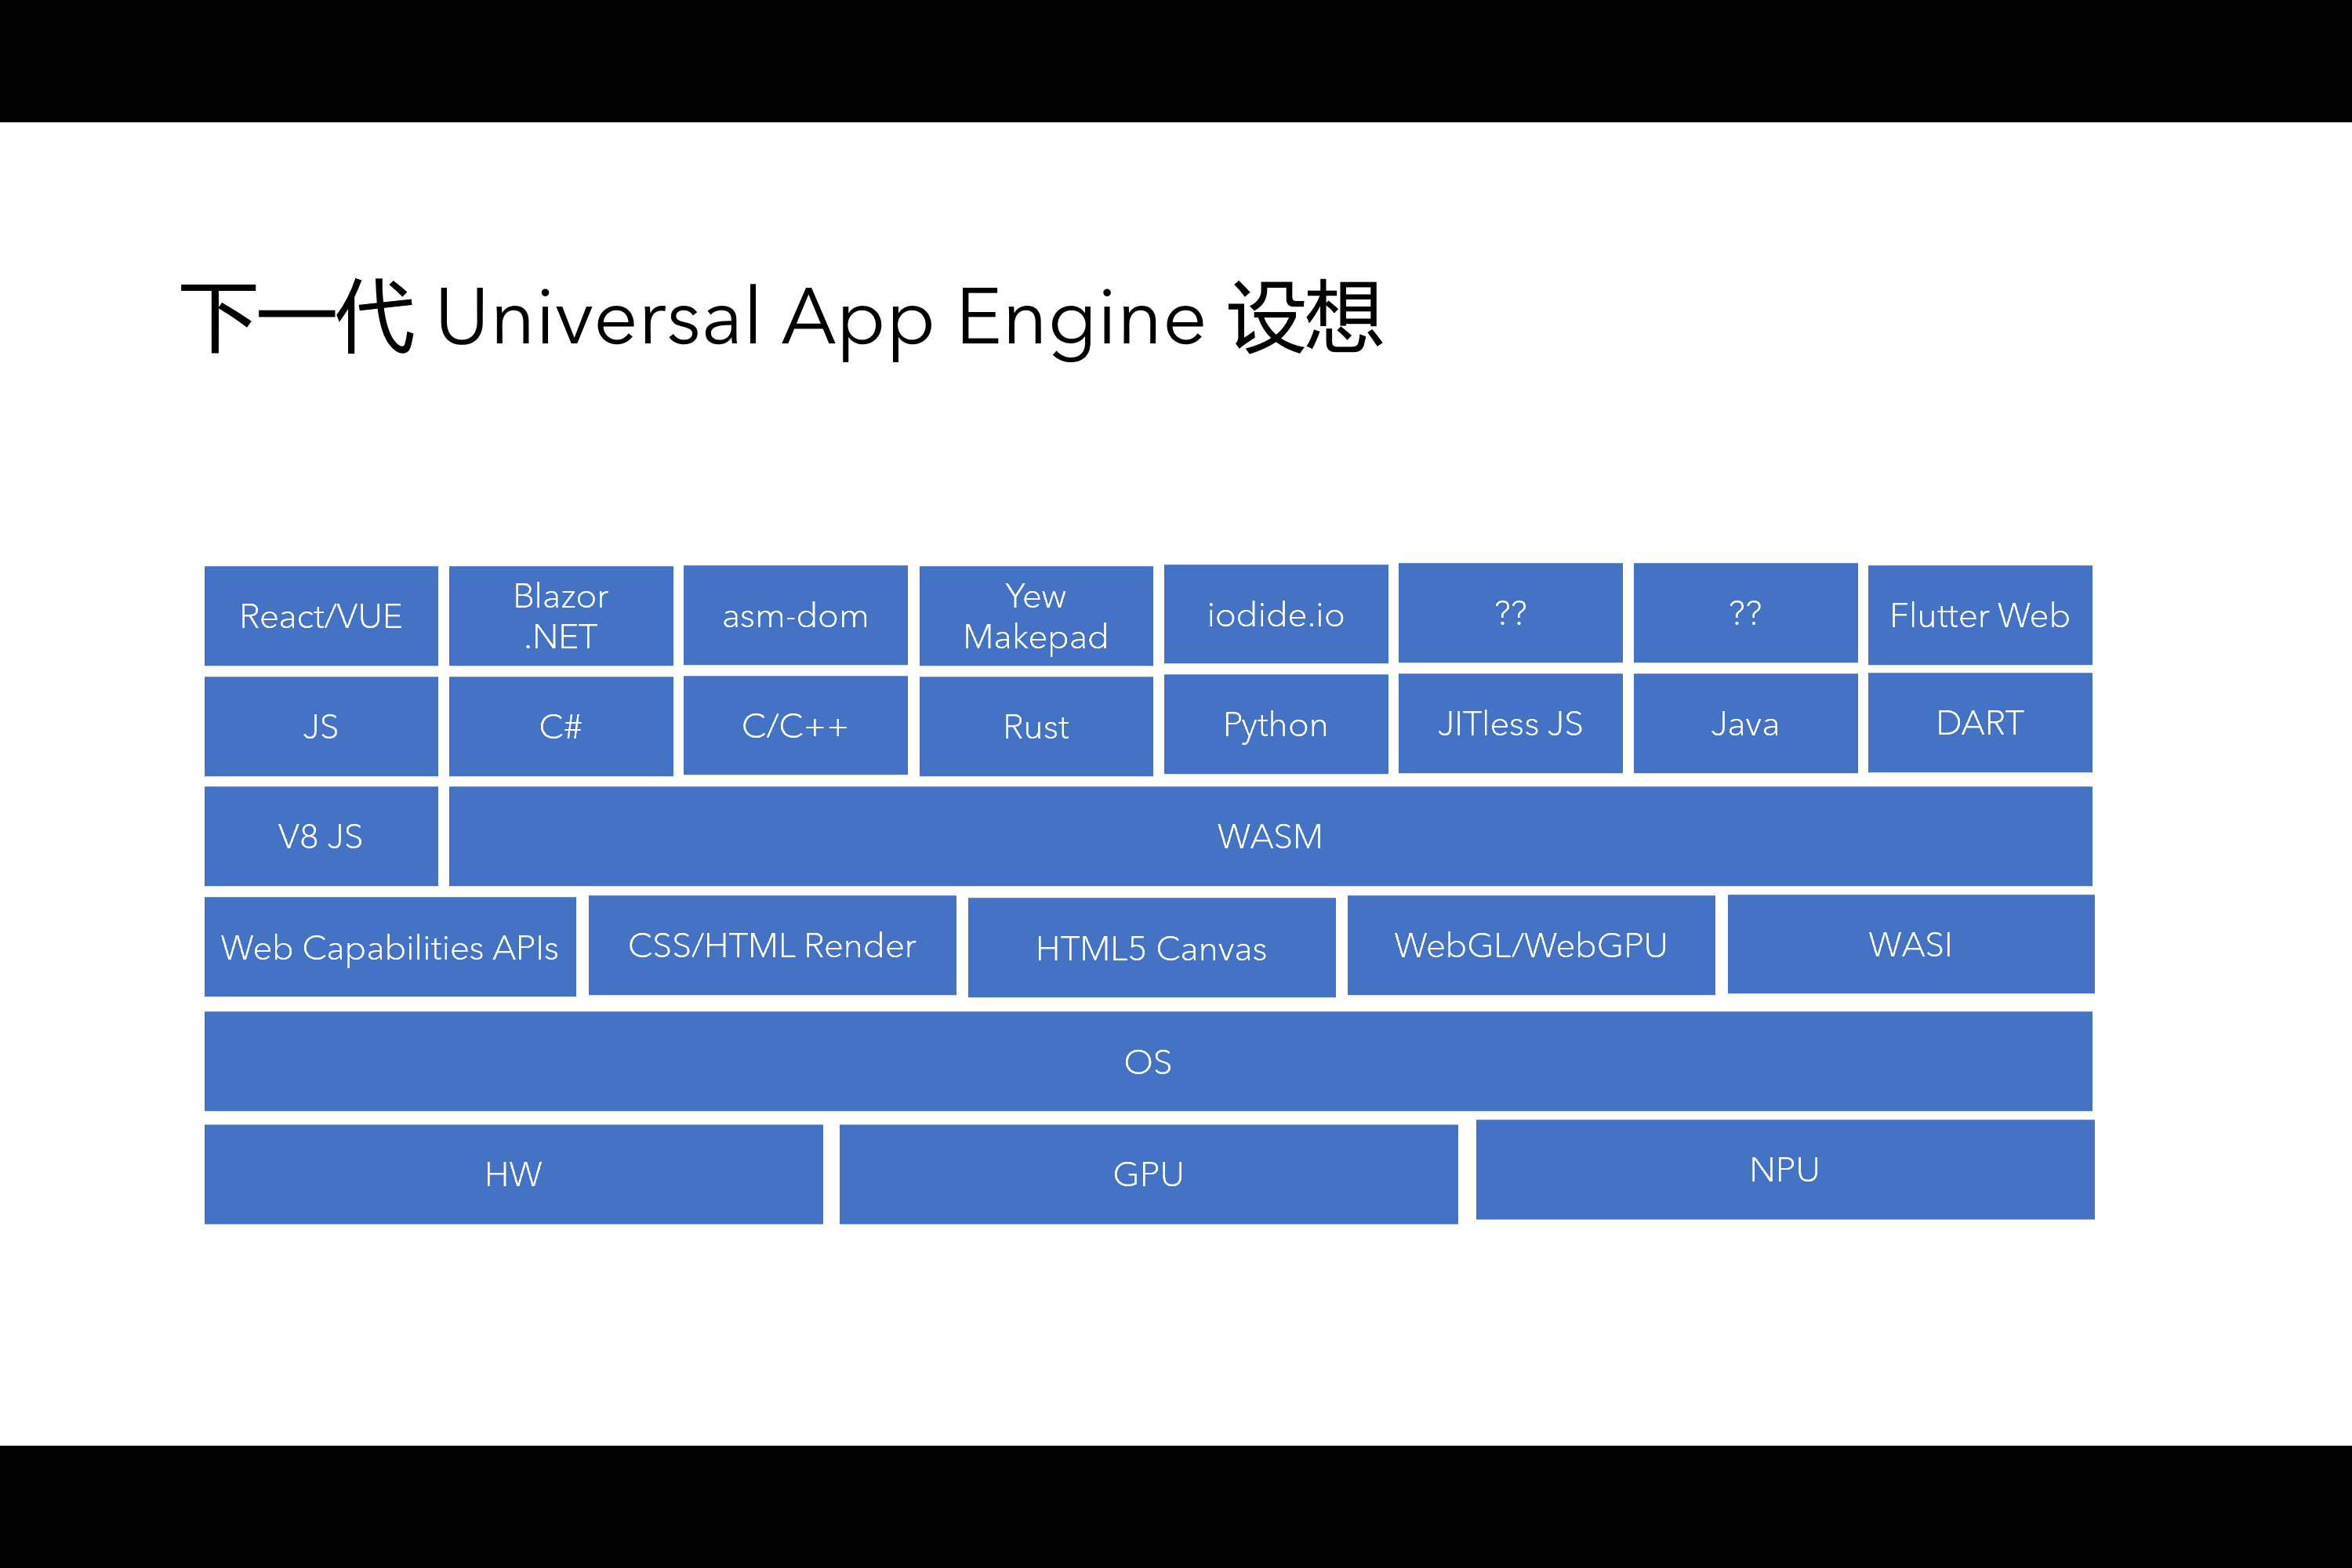 下一代 Universal App Engine 设想
React/VUE
Blazor
.NET
asm-dom
Yew
Makepad
iodide.io
??
??
Flutter Web
JS
C#
C/C++
Rust
Python
JITless JS
Java
DART
V8 JS
WASM
Web Capabilities APIs
CSS/HTML Render
HTML5 Canvas
WebGL/WebGPU
WASI
OS
HW
GPU
NPU